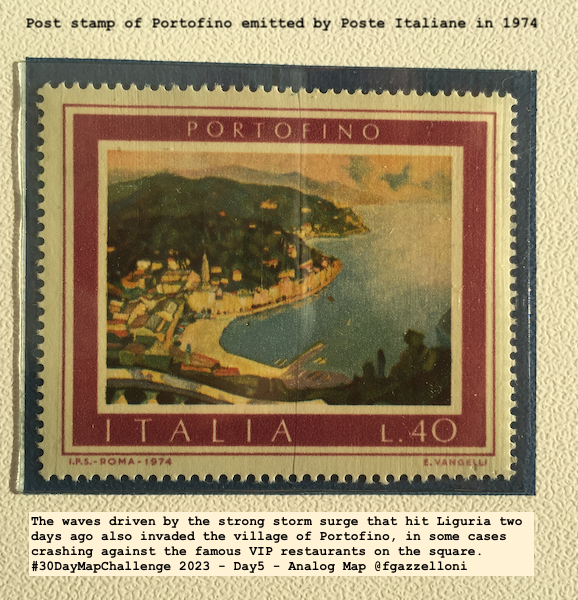 Post stamp of Portofino emitted by Poste Italiane in 1974
PORTOFINO
ITALIA L.40
I.P.S.-ROMA-1974 E.VANGELLI
The waves driven by the strong storm surge that hit Liguria two
days ago also invaded the village of Portofino, in some cases
crashing against the famous VIP restaurants on the square.
#30DayMapChallenge 2023 - Day5 - Analog Map @fgazzelloni